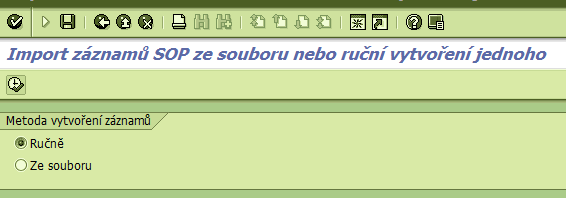 Import záznamů SOP ze souboru nebo ruční vytvoření jednoho
Metoda vytvoření záznamů
Ručně
Ze souboru